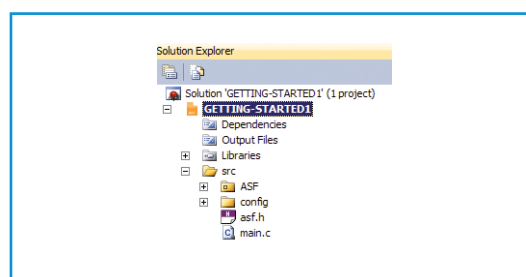 Solution Explorer
Solution 'GETTING-STARTED1' (1 project)
GETTING-STARTED1
Dependencies
Output Files
Libraries
src
ASF
config
asf.h
main.c